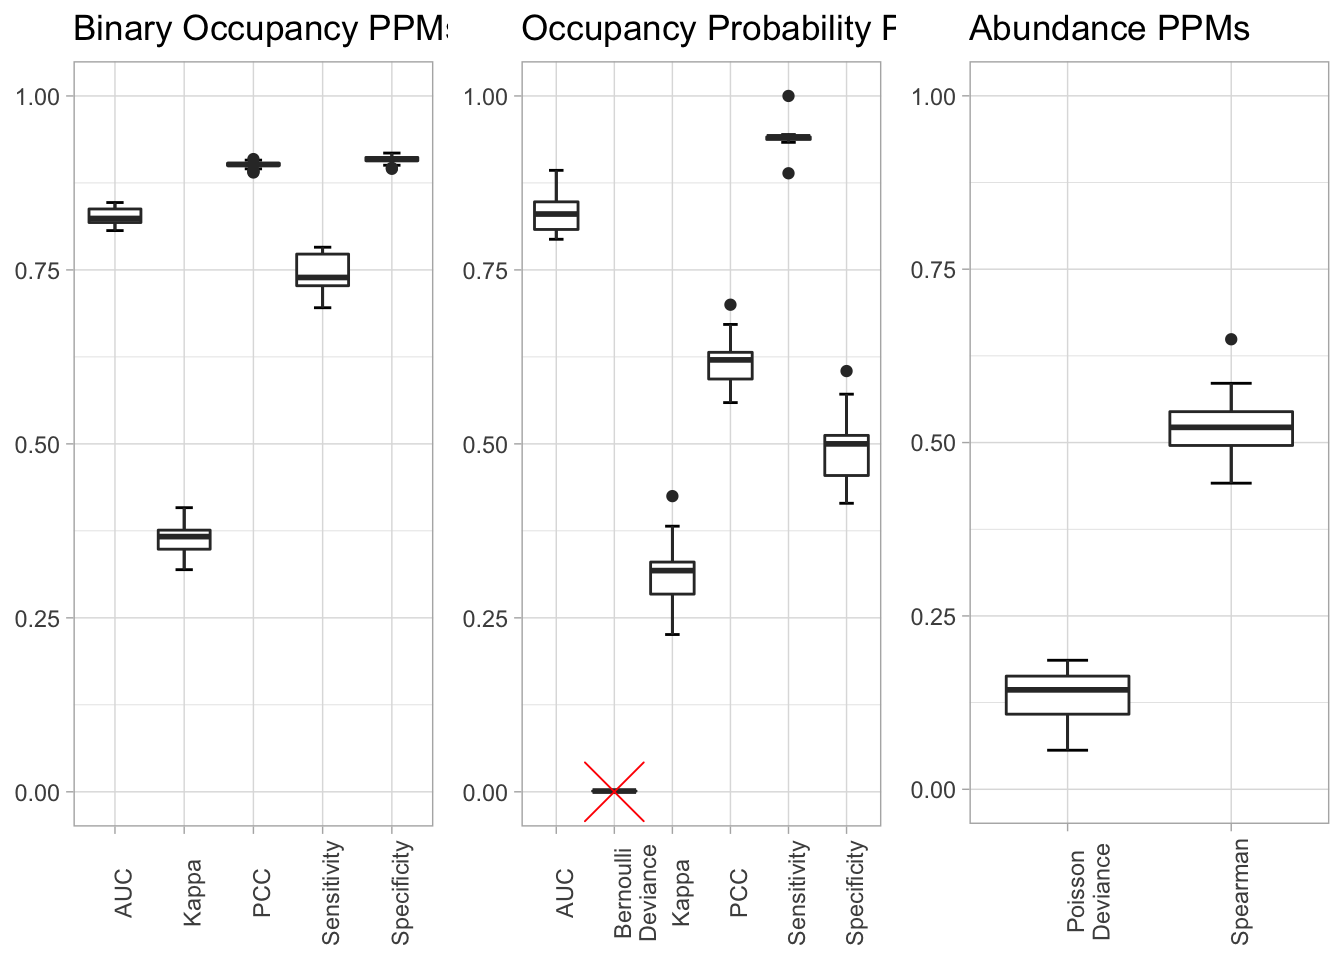 Binary Occupancy PPMs
1.00
0.75
0.50
0.25
0.00
AUC
Kappa
PCC
Sensitivity
Specificity
Occupancy Probability P
1.00
0.75
0.50
0.25
0.00
AUC
Bernoulli
Deviance
Kappa
PCC
Sensitivity
Specificity
Abundance PPMs
1.00
0.75
0.50
0.25
0.00
Poisson
Deviance
Spearman